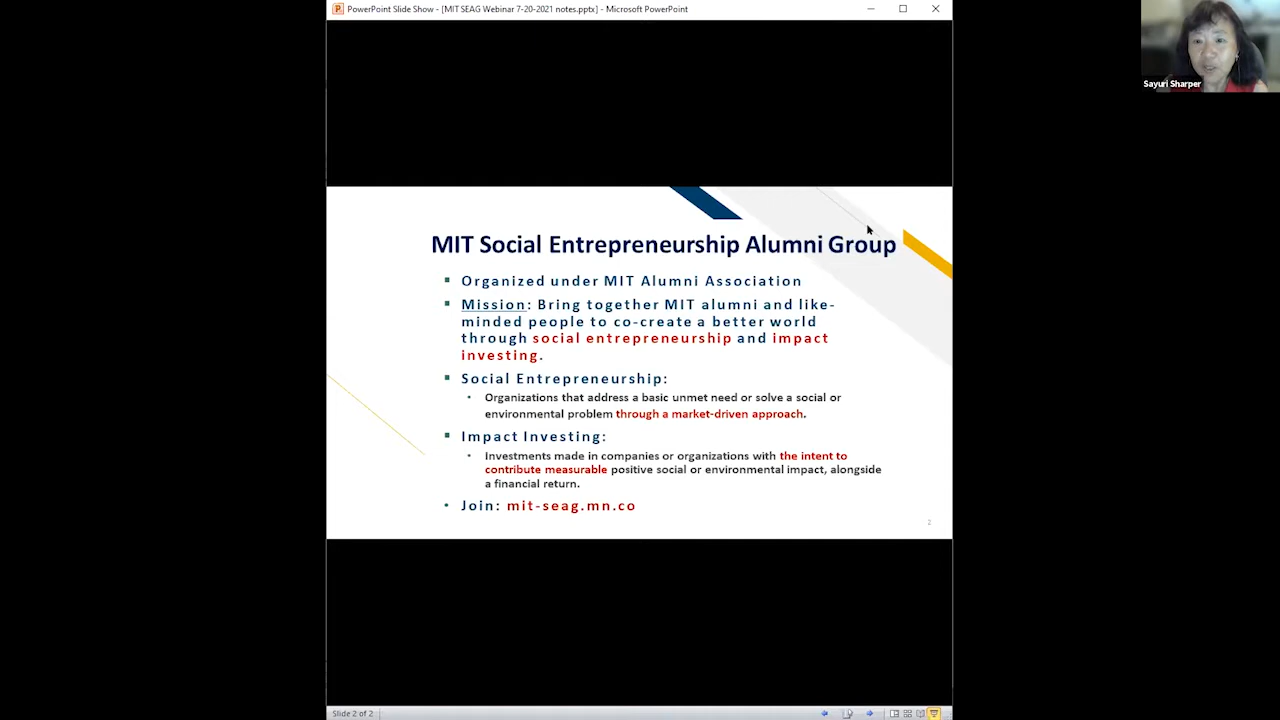 PowerPoint Slide Show - [MIT SEAG Webinar 7-20-2021 notes.pptx] - Microsoft PowerPoint
Sayuri Sharper
MIT Social Entrepreneurship Alumni Group
▪ Organized under MIT Alumni Association
▪ Mission: Bring together MIT alumni and like-
minded people to co-create a better world
through social entrepreneurship and impact
investing.
▪ Social Entrepreneurship:
• Organizations that address a basic unmet need or solve a social or
environmental problem through a market-driven approach.
▪ Impact Investing:
• Investments made in companies or organizations with the intent to
contribute measurable positive social or environmental impact, alongside
a financial return.
• Join: mit-seag.mn.co
2
Slide 2 of 2